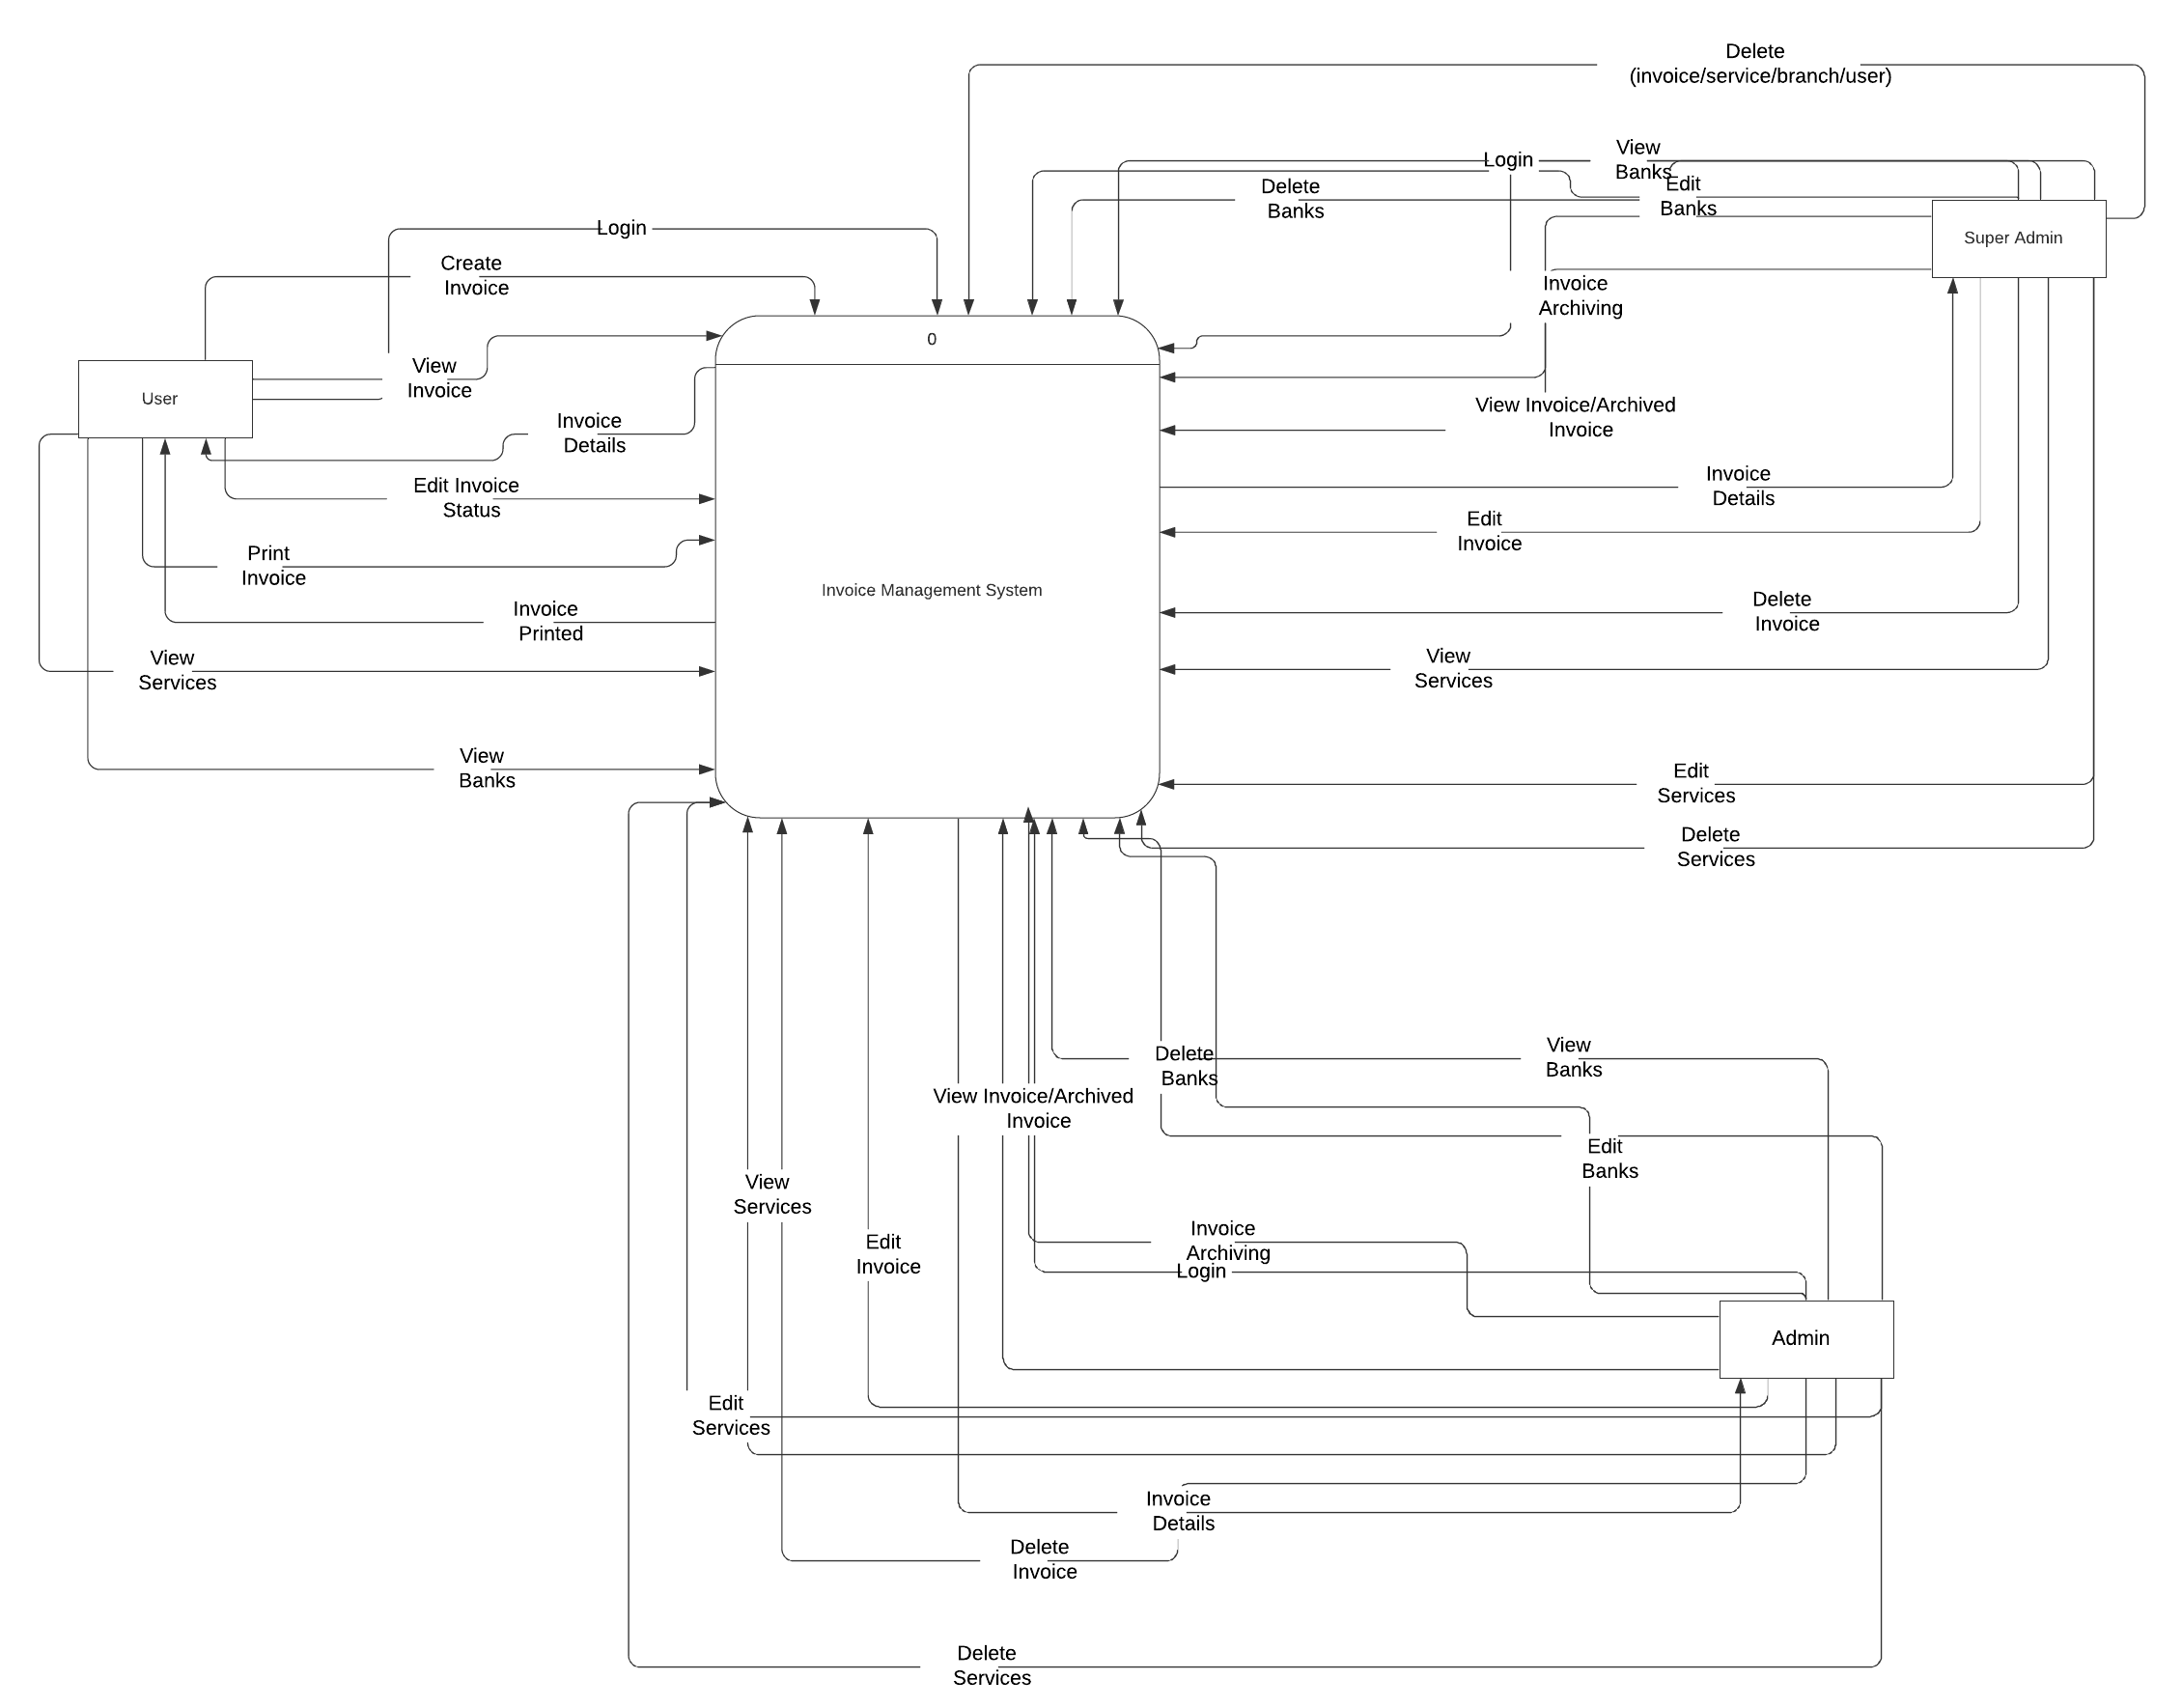 Delete
(invoice/service/branch/user)
View
Banks
Login
Edit
Banks
Delete
Banks
Login
Super Admin
Create
Invoice
Invoice
Archiving
0
View
Invoice
User
View Invoice/Archived
Invoice
Invoice
Details
Invoice
Details
Edit Invoice
Status
Edit
Invoice
Print
Invoice
Invoice Management System
Delete
Invoice
Invoice
Printed
View
Services
View
Services
View
Banks
Edit
Services
Delete
Services
View
Banks
Delete
Banks
View Invoice/Archived
Invoice
Edit
Banks
View
Services
Invoice
Archiving
Edit
Invoice
Login
Admin
Edit
Services
Invoice
Details
Delete
Invoice
Delete
Services